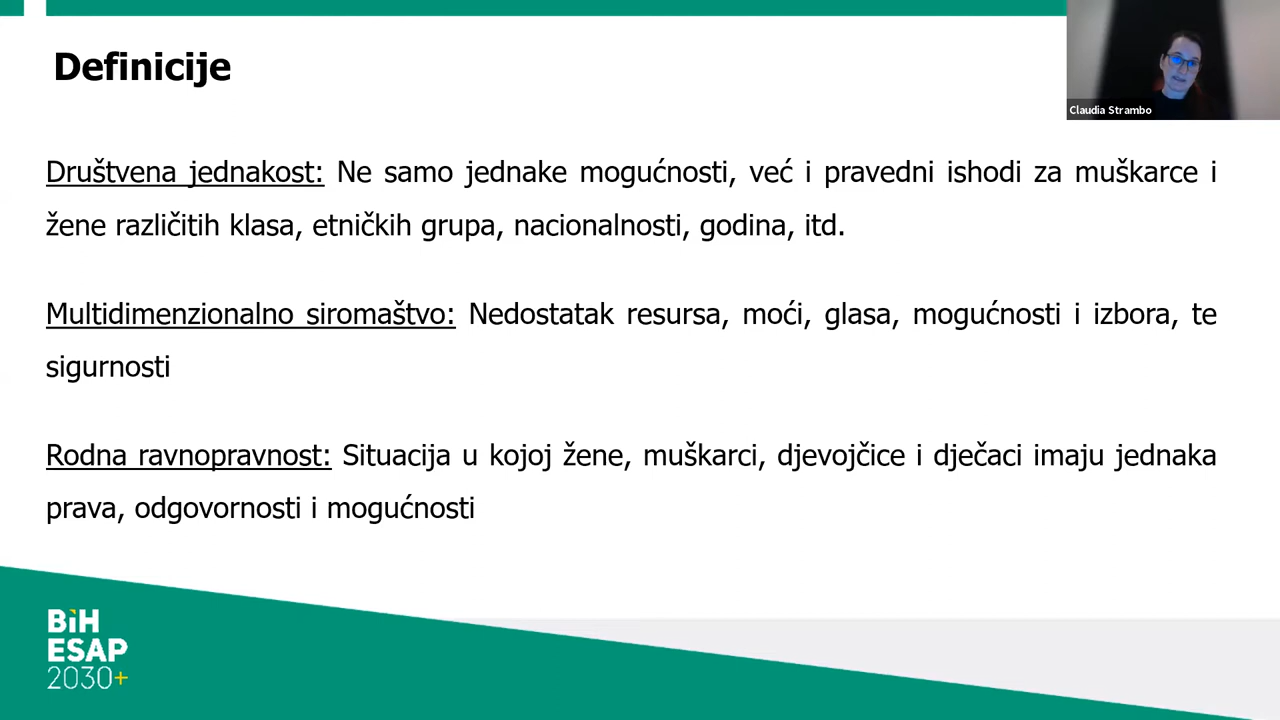 Definicije
Claudia Strambo
Društvena jednakost: Ne samo jednake mogućnosti, već i pravedni ishodi za muškarce i
žene različitih klasa, etničkih grupa, nacionalnosti, godina, itd.
Multidimenzionalno siromaštvo: Nedostatak resursa, moći, glasa, mogućnosti i izbora, te
sigurnosti
Rodna ravnopravnost: Situacija u kojoj žene, muškarci, djevojčice i dječaci imaju jednaka
prava, odgovornosti i mogućnosti
BiH
ESAP
2030+